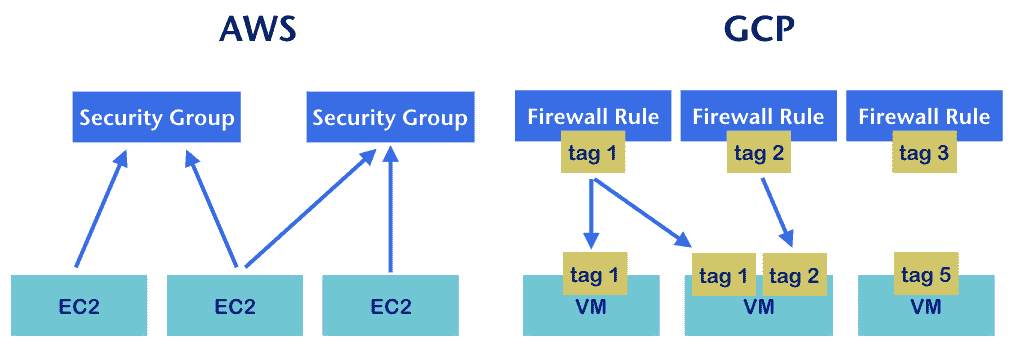 AWS
GCP
Security Group
Security Group
Firewall Rule
Firewall Rule
Firewall Rule
tag 1
tag 2
tag 3
tag 1
tag 1
tag 2
tag 5
EC2
EC2
EC2
VM
VM
VM